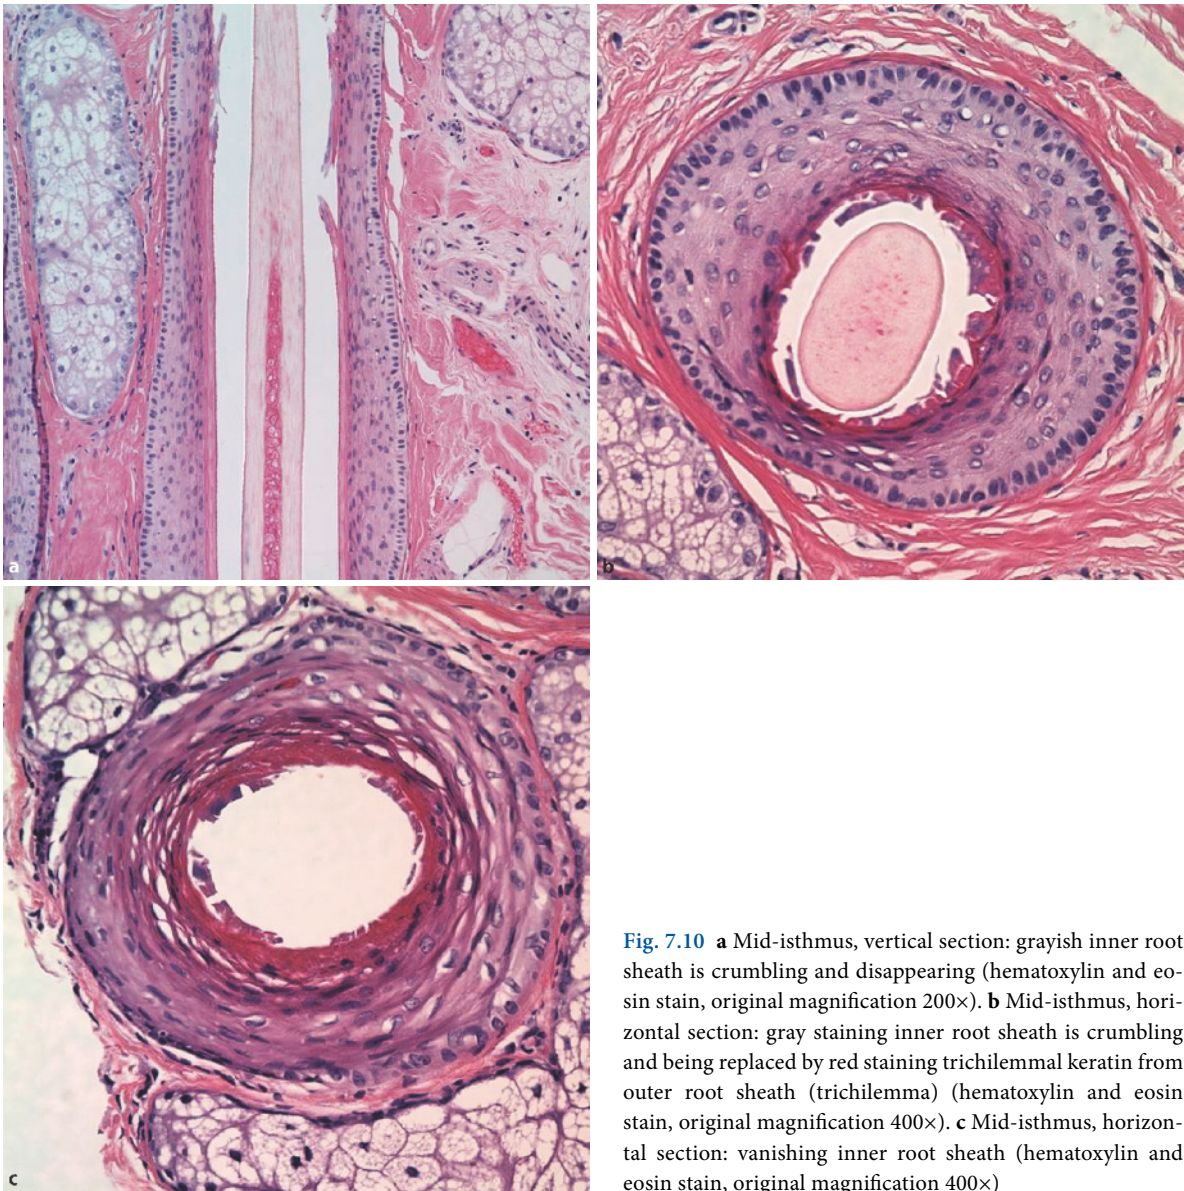 a
b
c
Fig. 7.10 a Mid-isthmus, vertical section: grayish inner root
sheath is crumbling and disappearing (hematoxylin and eo-
sin stain, original magnification 200×). b Mid-isthmus, hori-
zontal section: gray staining inner root sheath is crumbling
and being replaced by red staining trichilemmal keratin from
outer root sheath (trichilemma) (hematoxylin and eosin
stain, original magnification 400×). c Mid-isthmus, horizon-
tal section: vanishing inner root sheath (hematoxylin and
eosin stain, original magnification 400×)